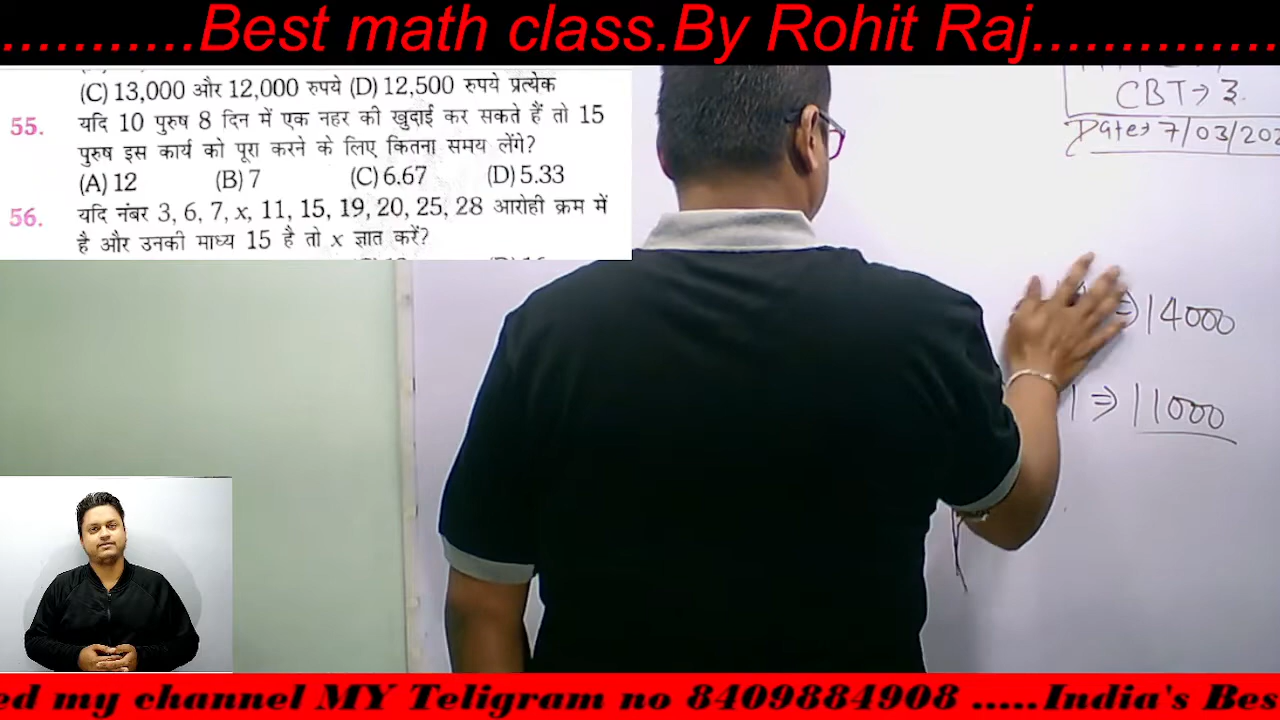 ...........Best math class.By Rohit Raj..............
(C) 13,000 और 12,000 रुपये (D) 12,500 रुपये प्रत्येक
55. यदि 10 पुरुष 8 दिन में एक नहर की खुदाई कर सकते हैं तो 15
पुरुष इस कार्य को पूरा करने के लिए कितना समय लेंगे?
(A) 12 (B) 7 (C) 6.67 (D) 5.33
56. यदि नंबर 3, 6, 7, x, 11, 15, 19, 20, 25, 28 आरोही क्रम में
है और उनकी माध्य 15 है तो x ज्ञात करें?
CBT→ 3.
Date→ 7/03/202
⇒ 14000
1 ⇒ 11000
ed my channel MY Teligram no 8409884908 .....India's Bes